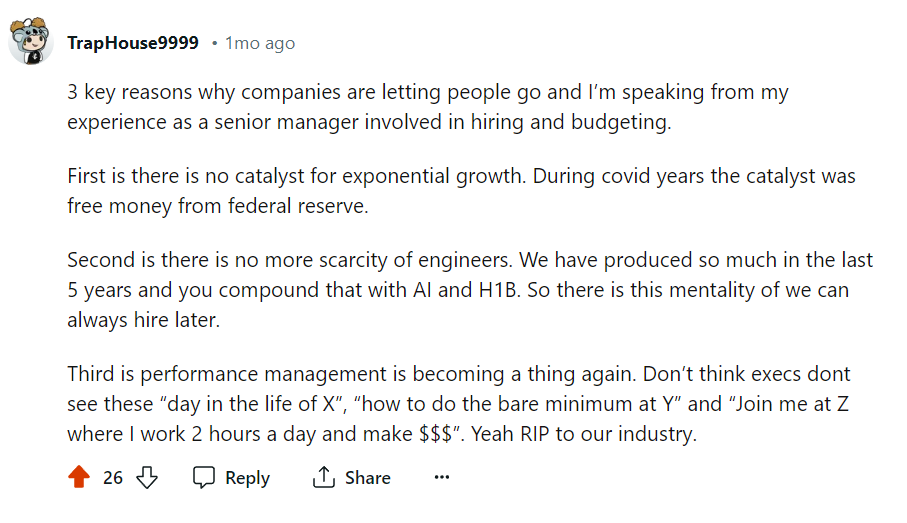 TrapHouse9999 • 1mo ago
3 key reasons why companies are letting people go and I’m speaking from my
experience as a senior manager involved in hiring and budgeting.
First is there is no catalyst for exponential growth. During covid years the catalyst was
free money from federal reserve.
Second is there is no more scarcity of engineers. We have produced so much in the last
5 years and you compound that with AI and H1B. So there is this mentality of we can
always hire later.
Third is performance management is becoming a thing again. Don’t think execs dont
see these “day in the life of X”, “how to do the bare minimum at Y” and “Join me at Z
where I work 2 hours a day and make $$$”. Yeah RIP to our industry.
26 Reply Share ...